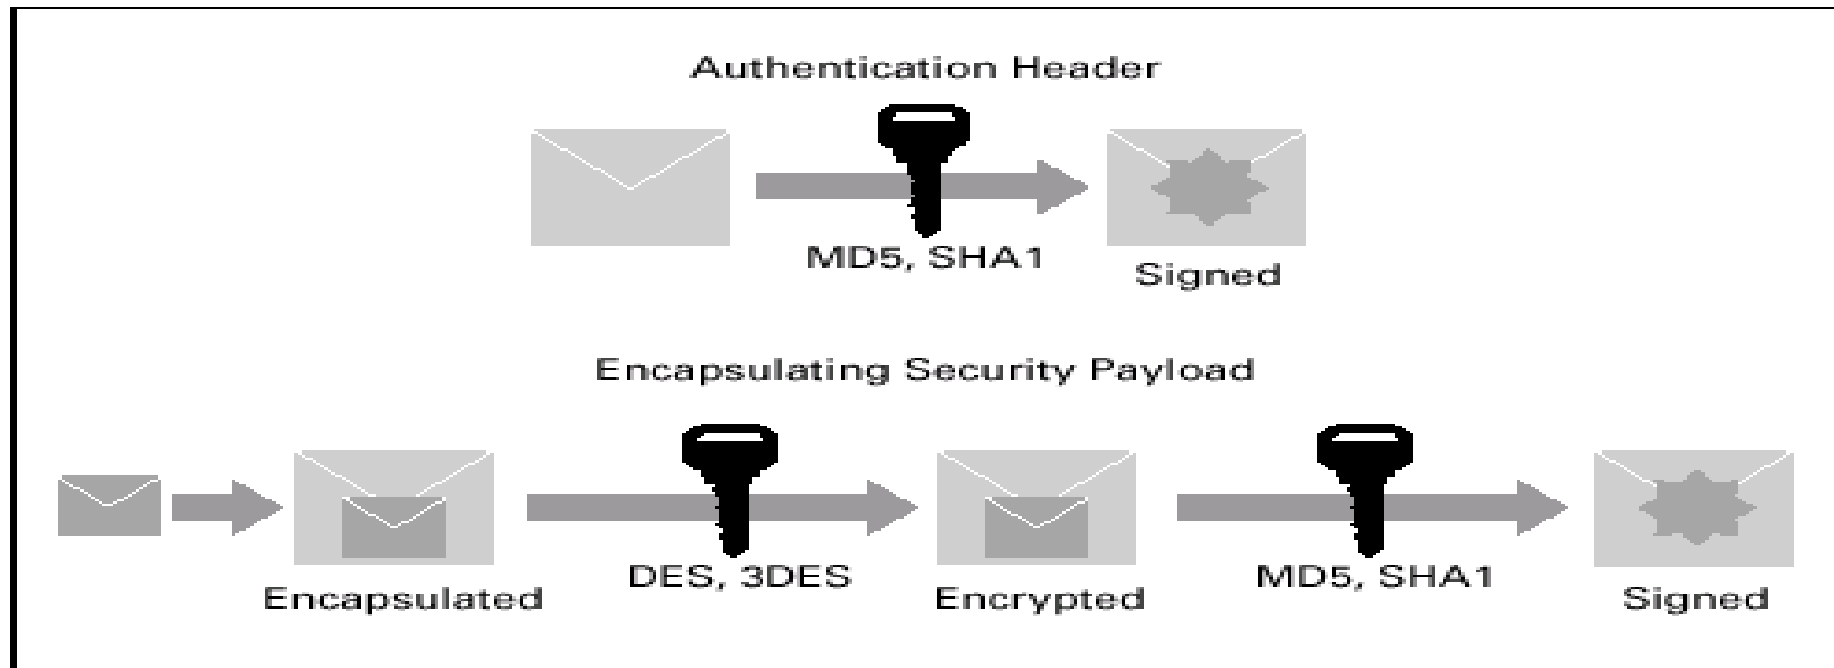 Authentication Header
MD5, SHA1
Signed
Encapsulating Security Payload
Encapsulated
DES, 3DES
Encrypted
MD5, SHA1
Signed